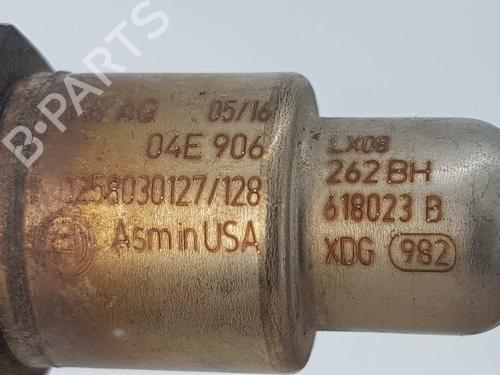 AG 05/16
04E 906
0258030127/128
Asm in USA
LX08
262 BH
618023 B
XDG 982
B-PARTS